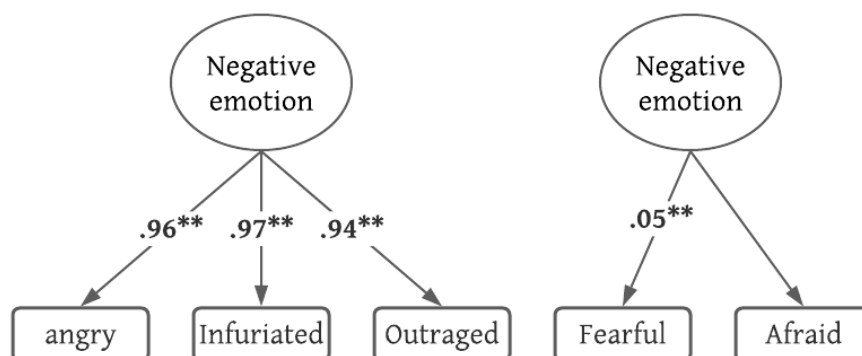 Negative
emotion
Negative
emotion
.96**
.97**
.94**
.05**
angry
Infuriated
Outraged
Fearful
Afraid